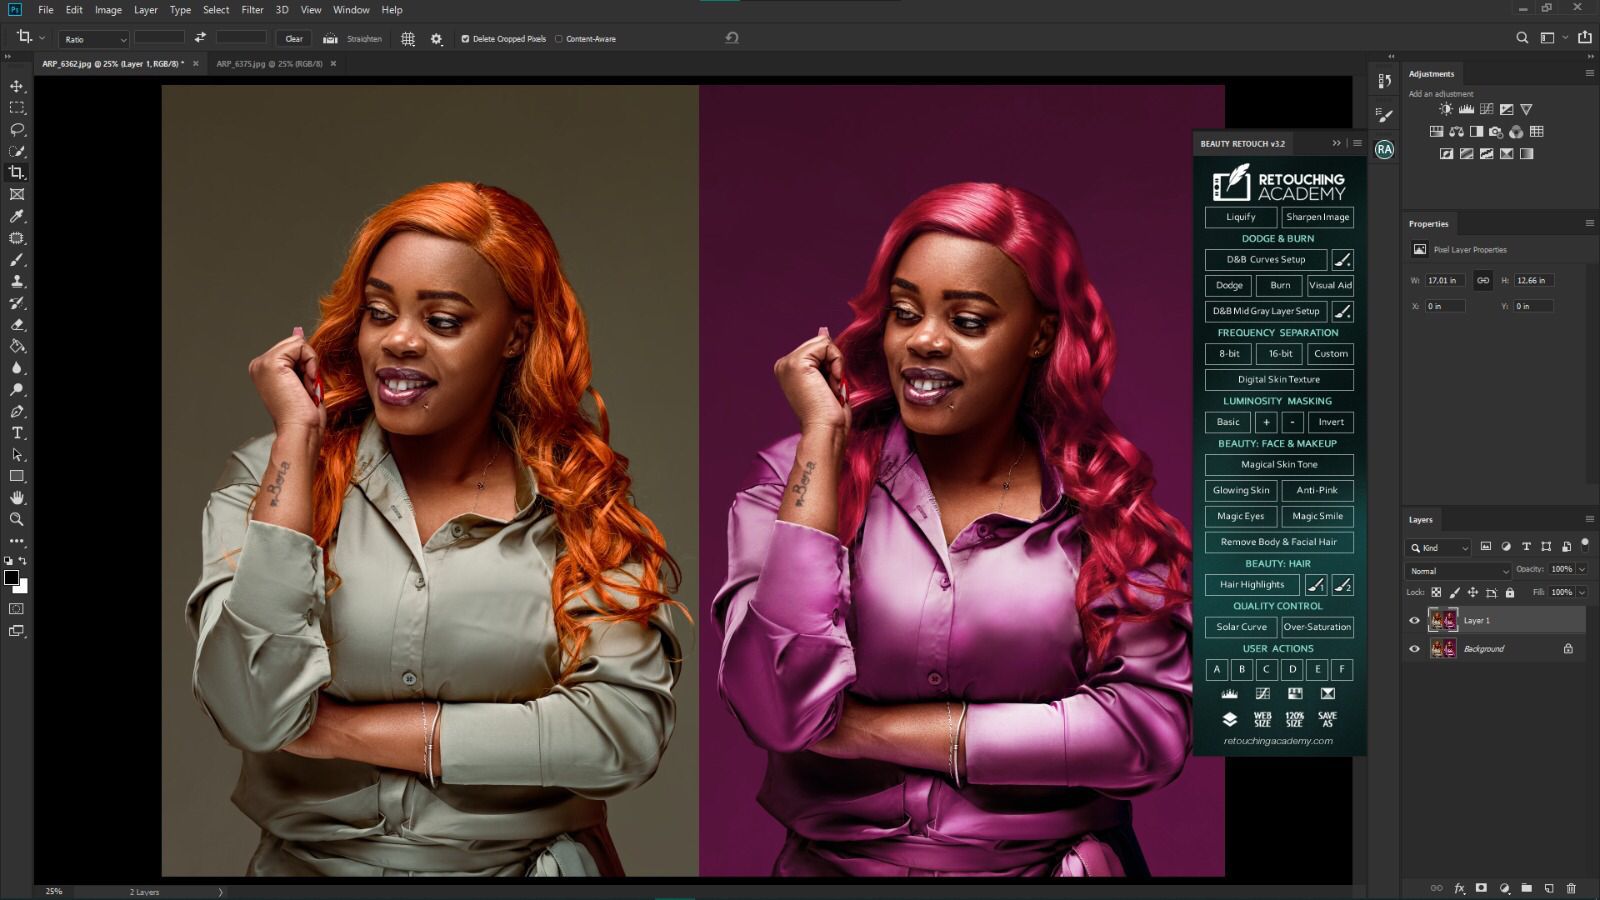 Ps File Edit Image Layer Type Select Filter 3D View Window Help
Ratio Clear Straighten Delete Cropped Pixels Content-Aware
ARP_6362.jpg @ 25% (Layer 1, RGB/8) * ARP_6375.jpg @ 25% (RGB/8)
BEAUTY RETOUCH v3.2
RETOUCHING
ACADEMY
Liquify Sharpen Image
DODGE & BURN
D&B Curves Setup
Dodge Burn Visual Aid
D&B Mid Gray Layer Setup
FREQUENCY SEPARATION
8-bit 16-bit Custom
Digital Skin Texture
LUMINOSITY MASKING
Basic + - Invert
BEAUTY: FACE & MAKEUP
Magical Skin Tone
Glowing Skin Anti-Pink
Magic Eyes Magic Smile
Remove Body & Facial Hair
BEAUTY: HAIR
Hair Highlights 1 2
QUALITY CONTROL
Solar Curve Over-Saturation
USER ACTIONS
A B C D E F
WEB SIZE 120% SIZE SAVE AS
retouchingacademy.com
RA
Adjustments
Add an adjustment
Properties
Pixel Layer Properties
W: 17.01 in H: 12.66 in
X: 0 in Y: 0 in
Layers
Kind
Normal Opacity: 100%
Lock: Fill: 100%
Layer 1
Background
fx
25% 2 Layers